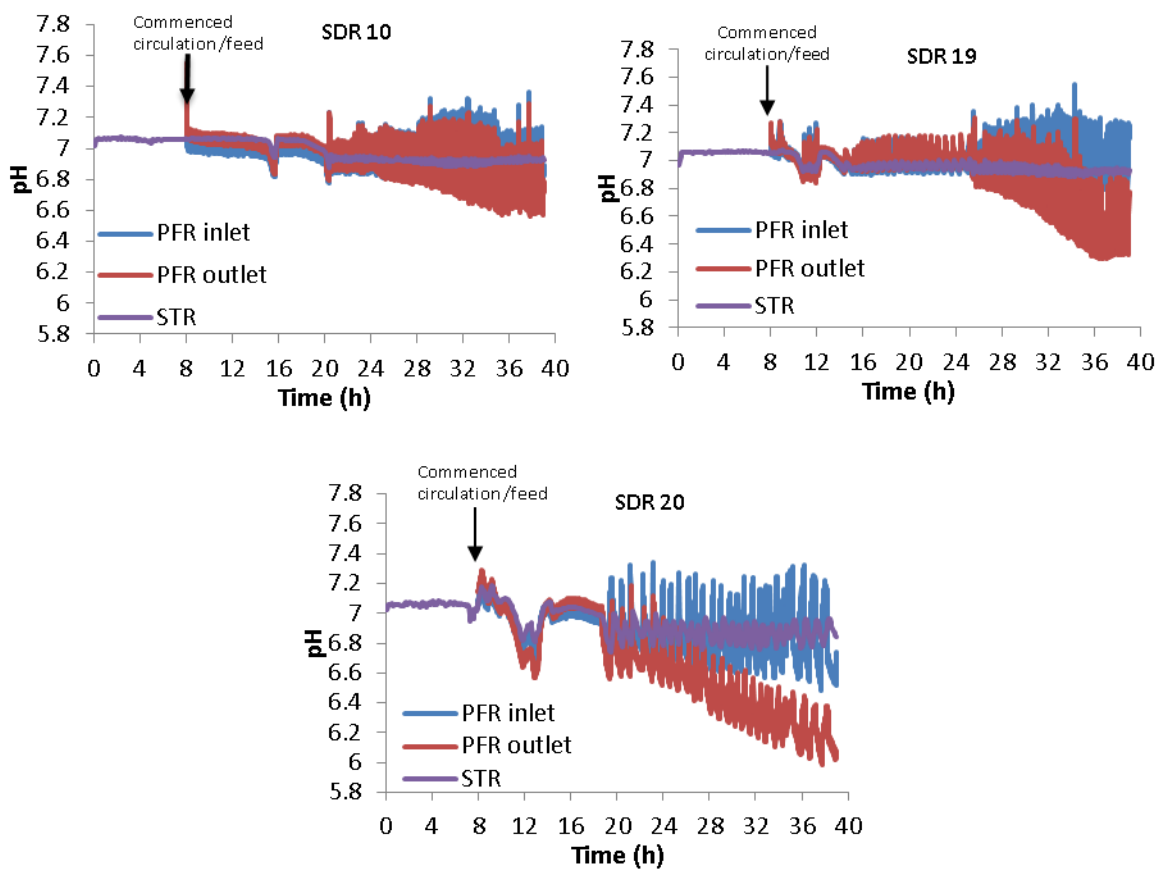 Commenced
circulation/feed
SDR 10
7.8
7.6
7.4
7.2
7
6.8
6.6
6.4
6.2
6
5.8
pH
PFR inlet
PFR outlet
STR
0 4 8 12 16 20 24 28 32 36 40
Time (h)
Commenced
circulation/feed
SDR 19
7.8
7.6
7.4
7.2
7
6.8
6.6
6.4
6.2
6
5.8
pH
PFR inlet
PFR outlet
STR
0 4 8 12 16 20 24 28 32 36 40
Time (h)
Commenced
circulation/feed
SDR 20
7.8
7.6
7.4
7.2
7
6.8
6.6
6.4
6.2
6
5.8
pH
PFR inlet
PFR outlet
STR
0 4 8 12 16 20 24 28 32 36 40
Time (h)